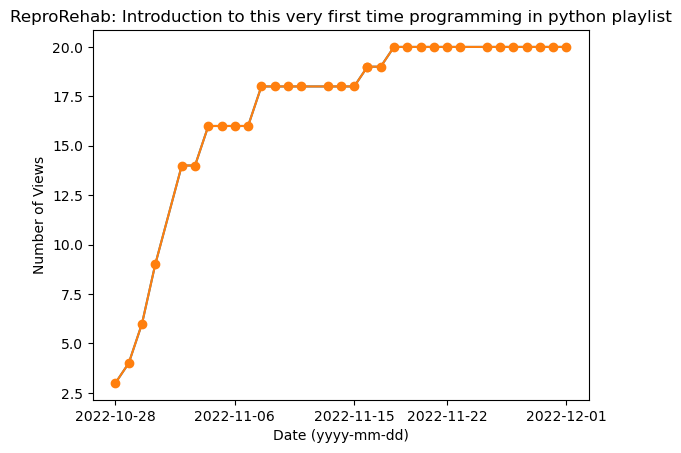 ReproRehab: Introduction to this very first time programming in python playlist
20.0
17.5
15.0
12.5
10.0
7.5
5.0
2.5
Number of Views
2022-10-28 2022-11-06 2022-11-15 2022-11-22 2022-12-01
Date (yyyy-mm-dd)